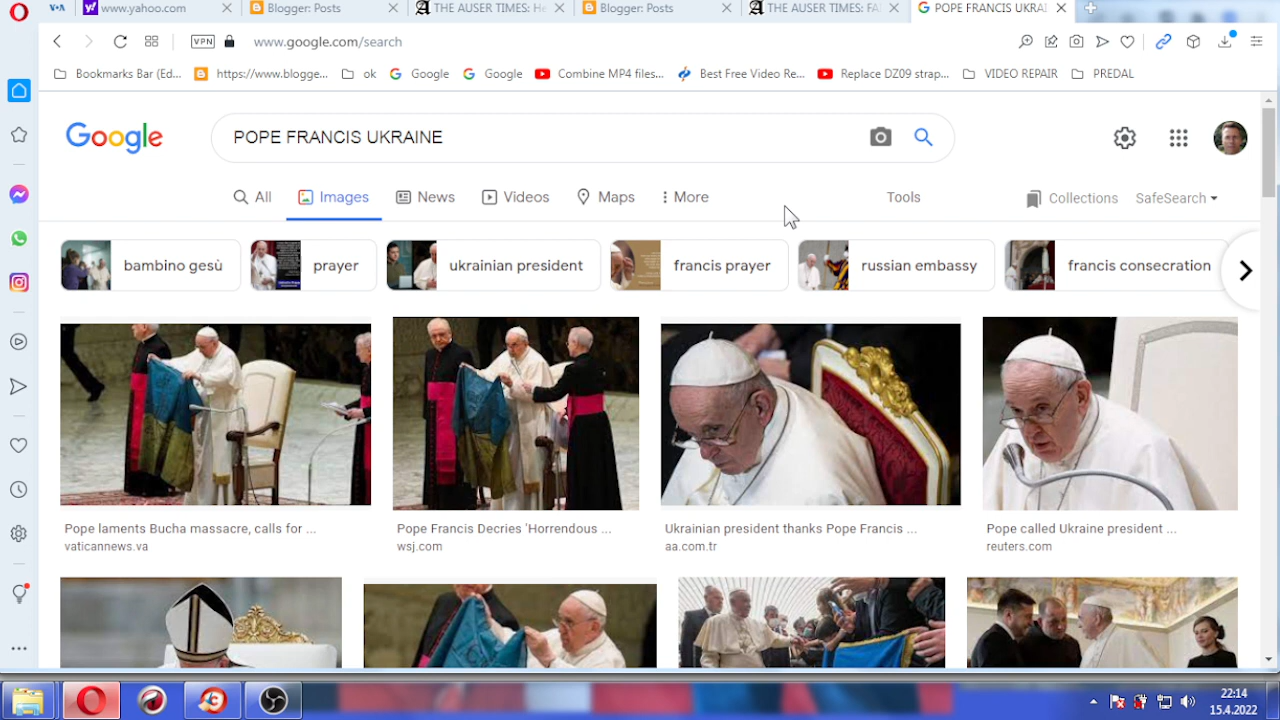 www.yahoo.com
Blogger: Posts
THE AUSER TIMES: He
Blogger: Posts
THE AUSER TIMES: FA
POPE FRANCIS UKRAI
VPN
www.google.com/search
Bookmarks Bar (Ed...
https://www.blogge...
ok
Google
Google
Combine MP4 files...
Best Free Video Re...
Replace DZ09 strap...
VIDEO REPAIR
PREDAL
Google
POPE FRANCIS UKRAINE
All
Images
News
Videos
Maps
More
Tools
Collections
SafeSearch
bambino gesù
prayer
ukrainian president
francis prayer
russian embassy
francis consecration
Pope laments Bucha massacre, calls for ...
vaticannews.va
Pope Francis Decries 'Horrendous ...
wsj.com
Ukrainian president thanks Pope Francis ...
aa.com.tr
Pope called Ukraine president ...
reuters.com
22:14
15.4.2022